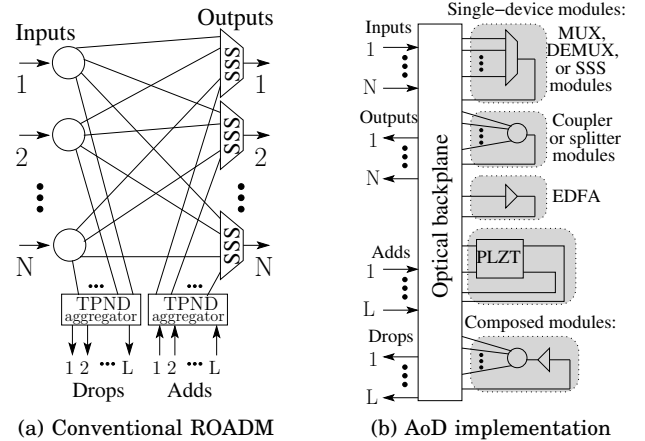 Inputs
Outputs
1
SSS
1
2
SSS
2
N
SSS
N
...
...
TPND
aggregator
TPND
aggregator
1 2 ... L
1 2 ... L
Drops
Adds
(a) Conventional ROADM
Single−device modules:
Inputs
1
N
Outputs
1
N
Adds
1
L
Drops
1
L
Optical backplane
MUX,
DEMUX,
or SSS
modules
Coupler
or splitter
modules
EDFA
PLZT
Composed modules:
(b) AoD implementation